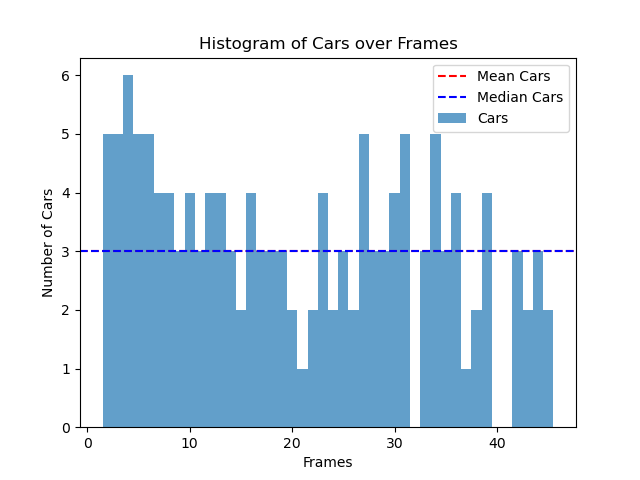 Histogram of Cars over Frames
Mean Cars
Median Cars
Cars
Number of Cars
6
5
4
3
2
1
0
0 10 20 30 40
Frames